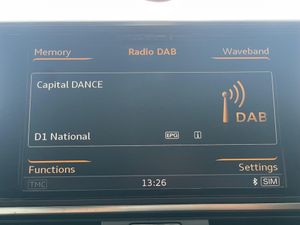 Memory Radio DAB Waveband
Capital DANCE
DAB
D1 National EPG i
Functions Settings
TMC 13:26 SIM